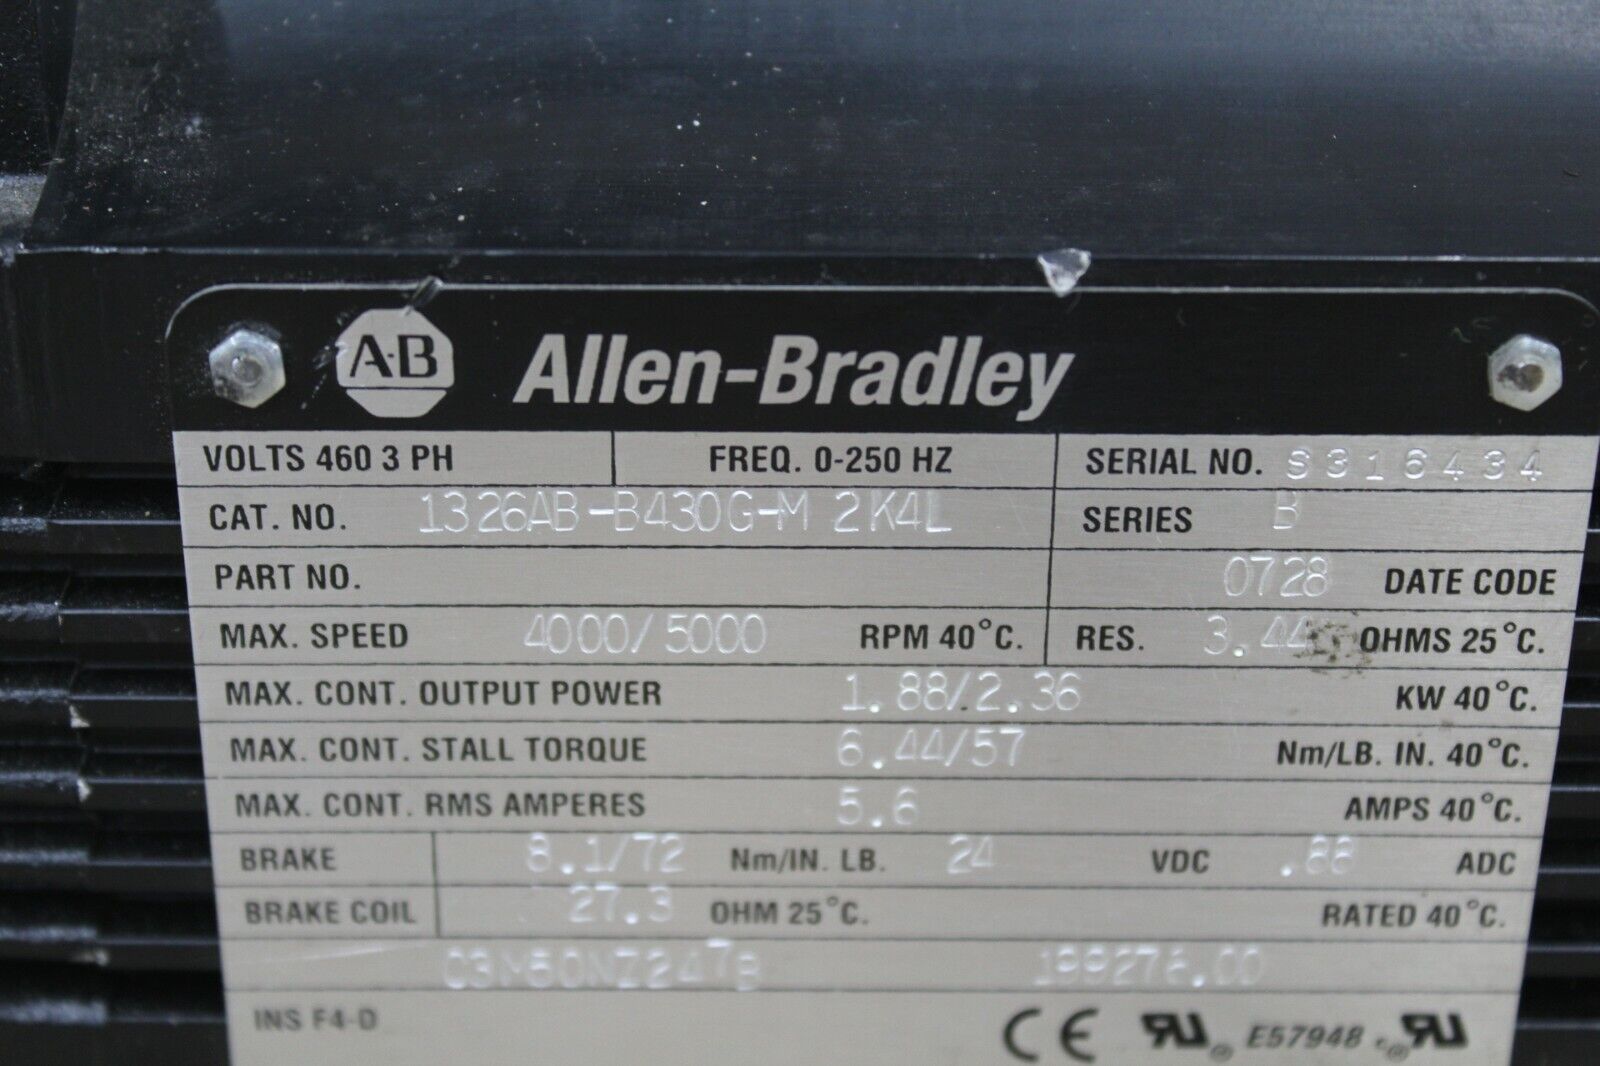 A-B Allen-Bradley
VOLTS 460 3 PH FREQ. 0-250 HZ SERIAL NO. S316434
CAT. NO. 1326AB-B430G-M 2K4L SERIES B
PART NO. 0728 DATE CODE
MAX. SPEED 4000/5000 RPM 40°C. RES. 3.44 OHMS 25°C.
MAX. CONT. OUTPUT POWER 1.88/2.36 KW 40°C.
MAX. CONT. STALL TORQUE 6.44/57 Nm/LB. IN. 40°C.
MAX. CONT. RMS AMPERES 5.6 AMPS 40°C.
BRAKE 8.1/72 Nm/IN. LB. 24 VDC .88 ADC
BRAKE COIL 27.3 OHM 25°C. RATED 40°C.
INS F4-D
CE E57948